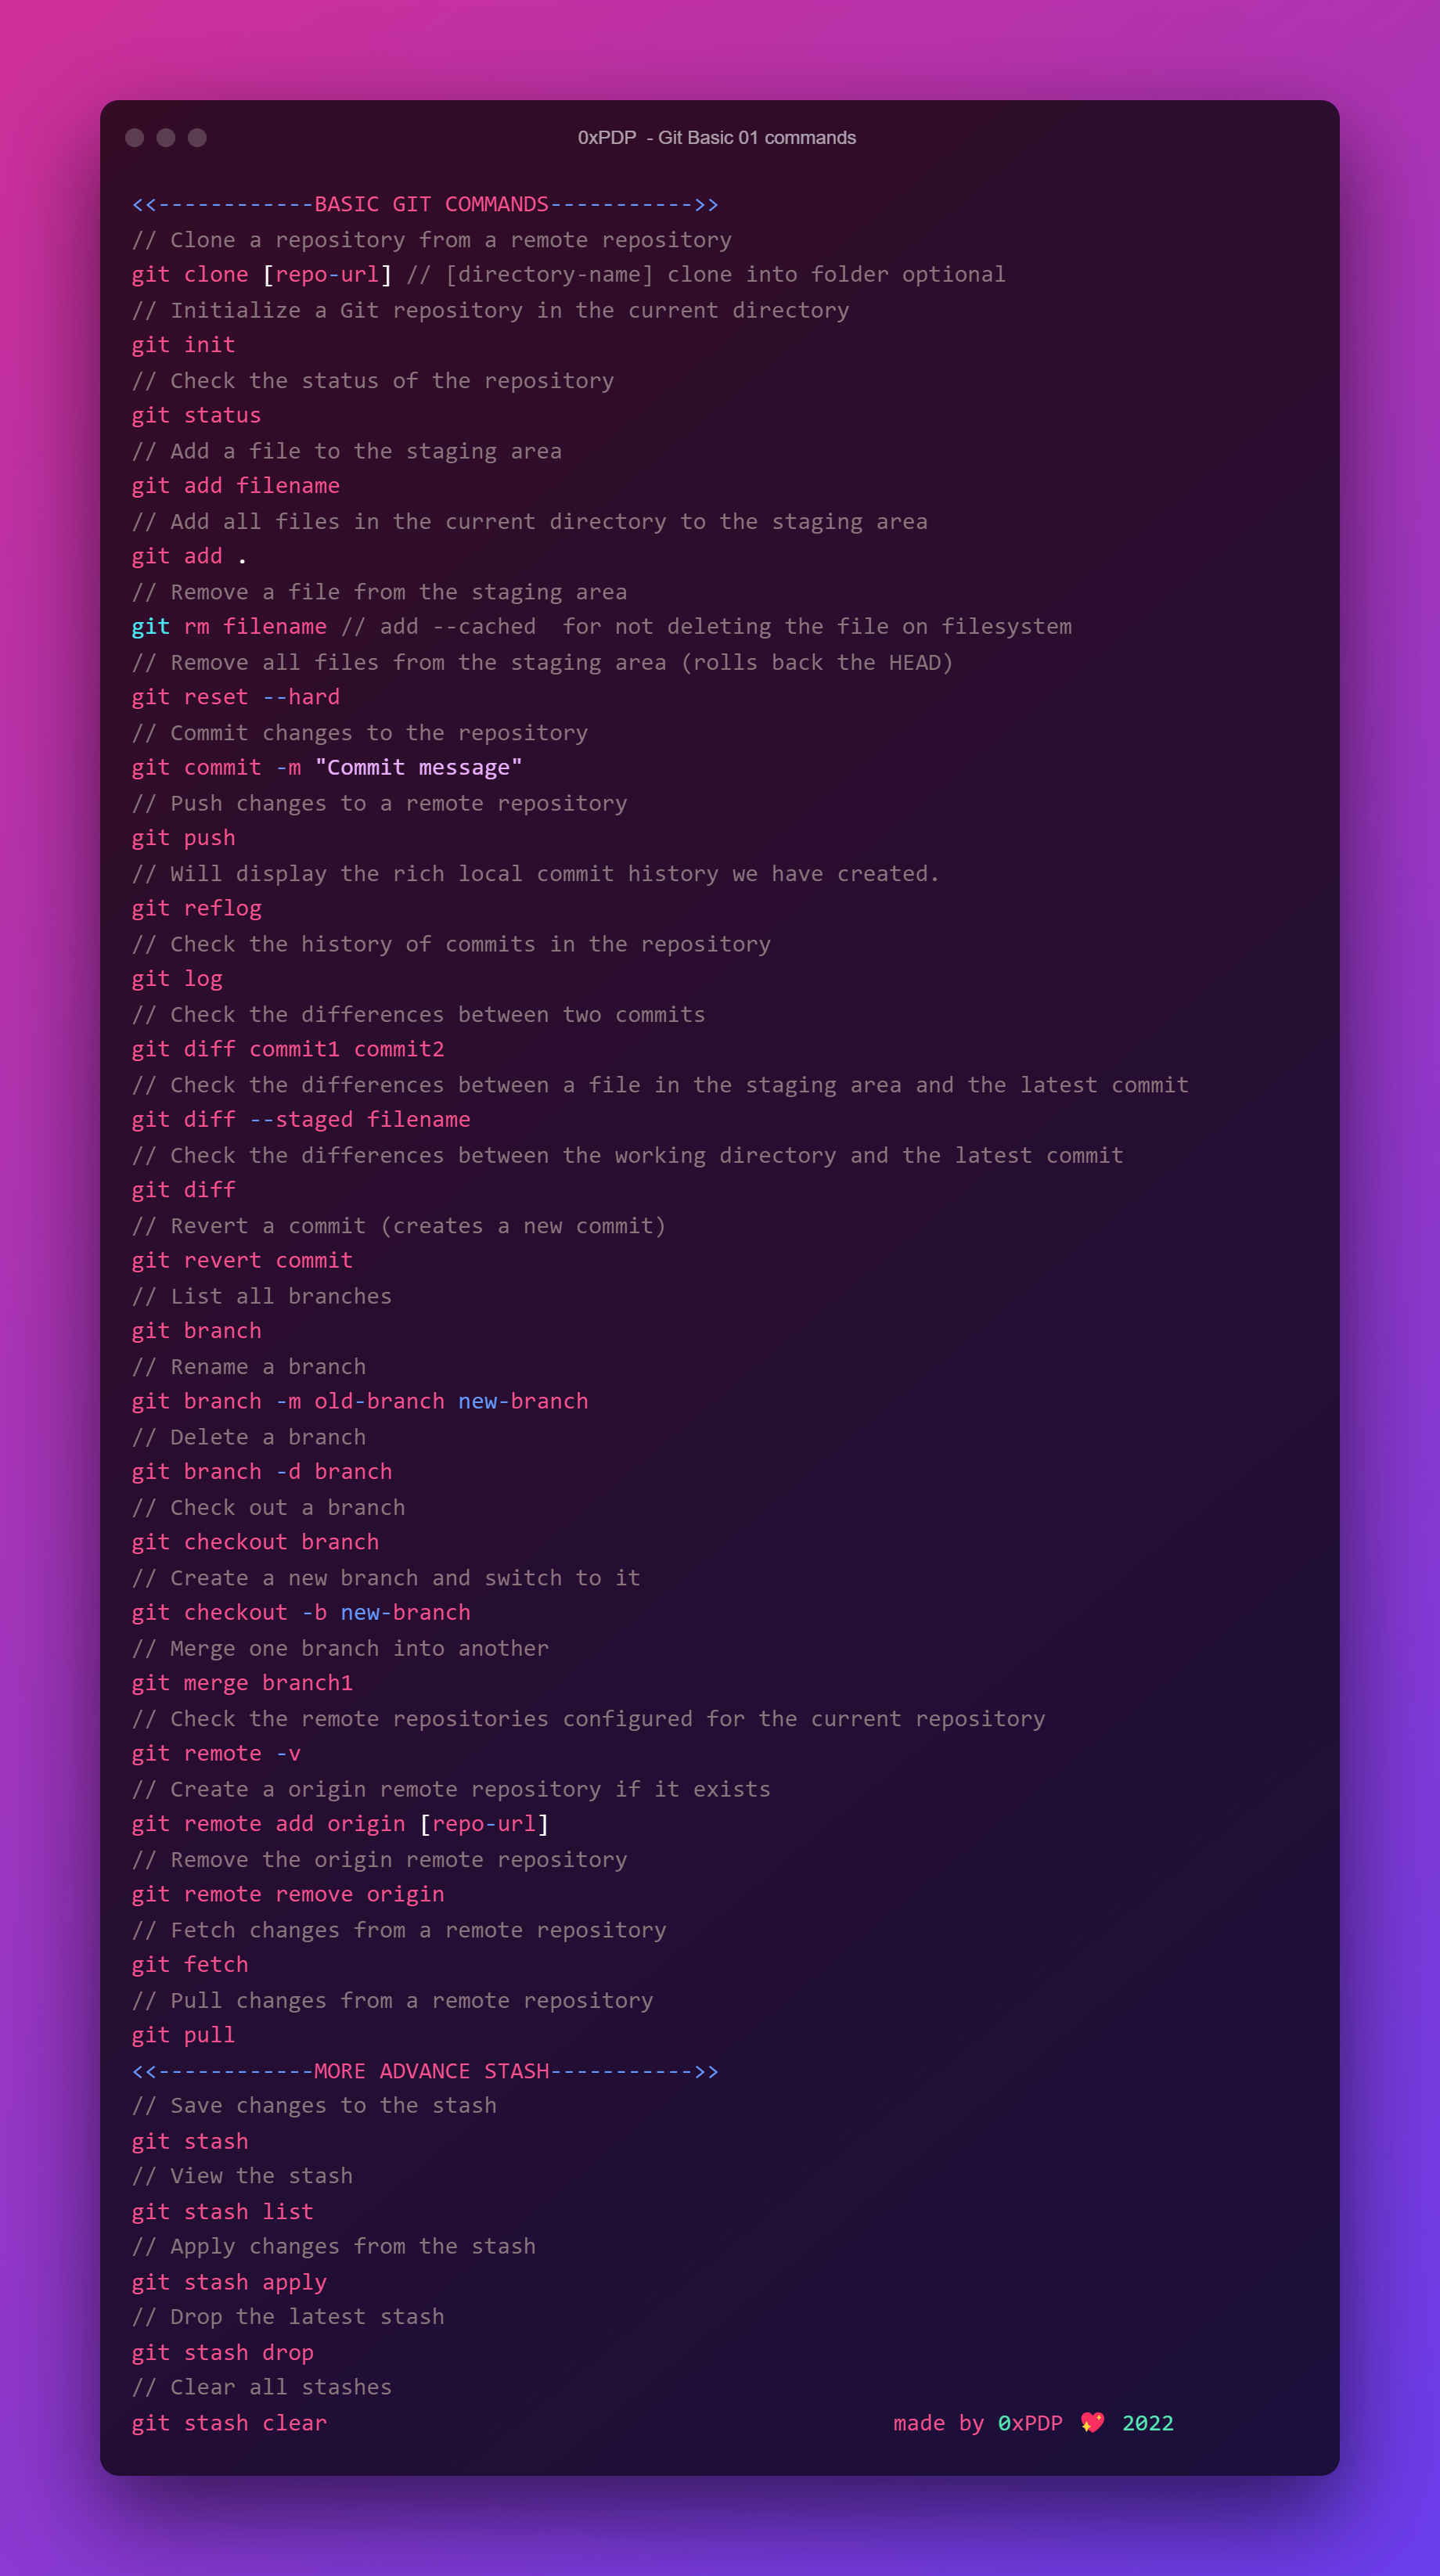 0xPDP - Git Basic 01 commands
<<------------BASIC GIT COMMANDS----------->>
// Clone a repository from a remote repository
git clone [repo-url] // [directory-name] clone into folder optional
// Initialize a Git repository in the current directory
git init
// Check the status of the repository
git status
// Add a file to the staging area
git add filename
// Add all files in the current directory to the staging area
git add .
// Remove a file from the staging area
git rm filename // add --cached  for not deleting the file on filesystem
// Remove all files from the staging area (rolls back the HEAD)
git reset --hard
// Commit changes to the repository
git commit -m "Commit message"
// Push changes to a remote repository
git push
// Will display the rich local commit history we have created.
git reflog
// Check the history of commits in the repository
git log
// Check the differences between two commits
git diff commit1 commit2
// Check the differences between a file in the staging area and the latest commit
git diff --staged filename
// Check the differences between the working directory and the latest commit
git diff
// Revert a commit (creates a new commit)
git revert commit
// List all branches
git branch
// Rename a branch
git branch -m old-branch new-branch
// Delete a branch
git branch -d branch
// Check out a branch
git checkout branch
// Create a new branch and switch to it
git checkout -b new-branch
// Merge one branch into another
git merge branch1
// Check the remote repositories configured for the current repository
git remote -v
// Create a origin remote repository if it exists
git remote add origin [repo-url]
// Remove the origin remote repository
git remote remove origin
// Fetch changes from a remote repository
git fetch
// Pull changes from a remote repository
git pull
<<------------MORE ADVANCE STASH----------->>
// Save changes to the stash
git stash
// View the stash
git stash list
// Apply changes from the stash
git stash apply
// Drop the latest stash
git stash drop
// Clear all stashes
git stash clear made by 0xPDP 💖 2022